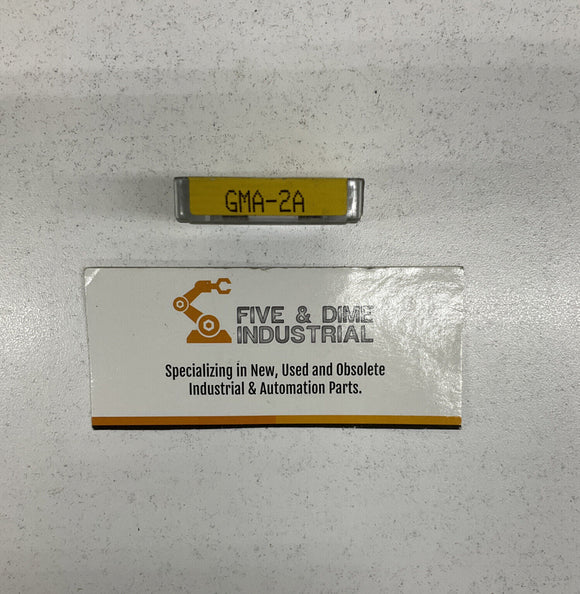 GMA-2A
FIVE & DIME
INDUSTRIAL
Specializing in New, Used and Obsolete
Industrial & Automation Parts.